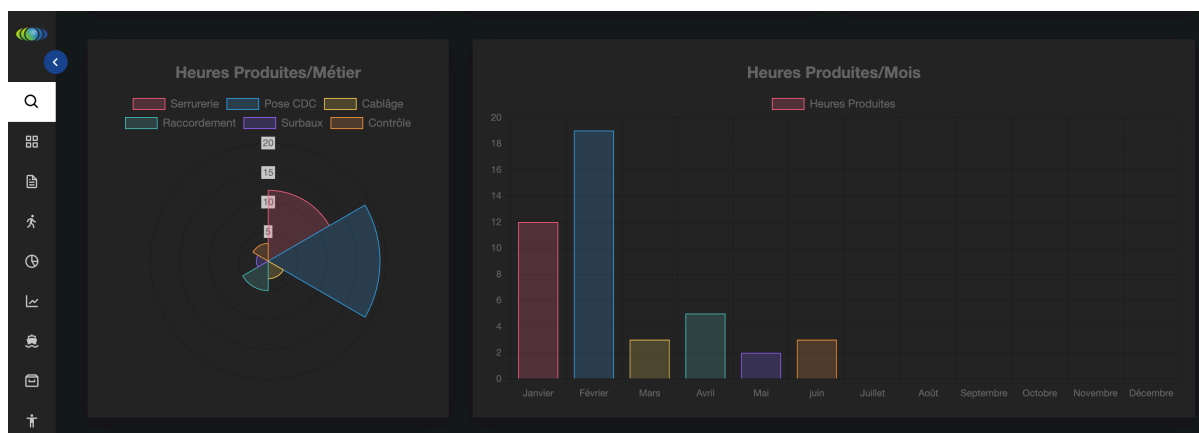 Heures Produites/Métier
Serrurerie Pose CDC Cablâge
Raccordement Surbaux Contrôle
20
15
10
5
Heures Produites/Mois
Heures Produites
20
18
16
14
12
10
8
6
4
2
0
Janvier Février Mars Avril Mai juin Juillet Août Septembre Octobre Novembre Décembre